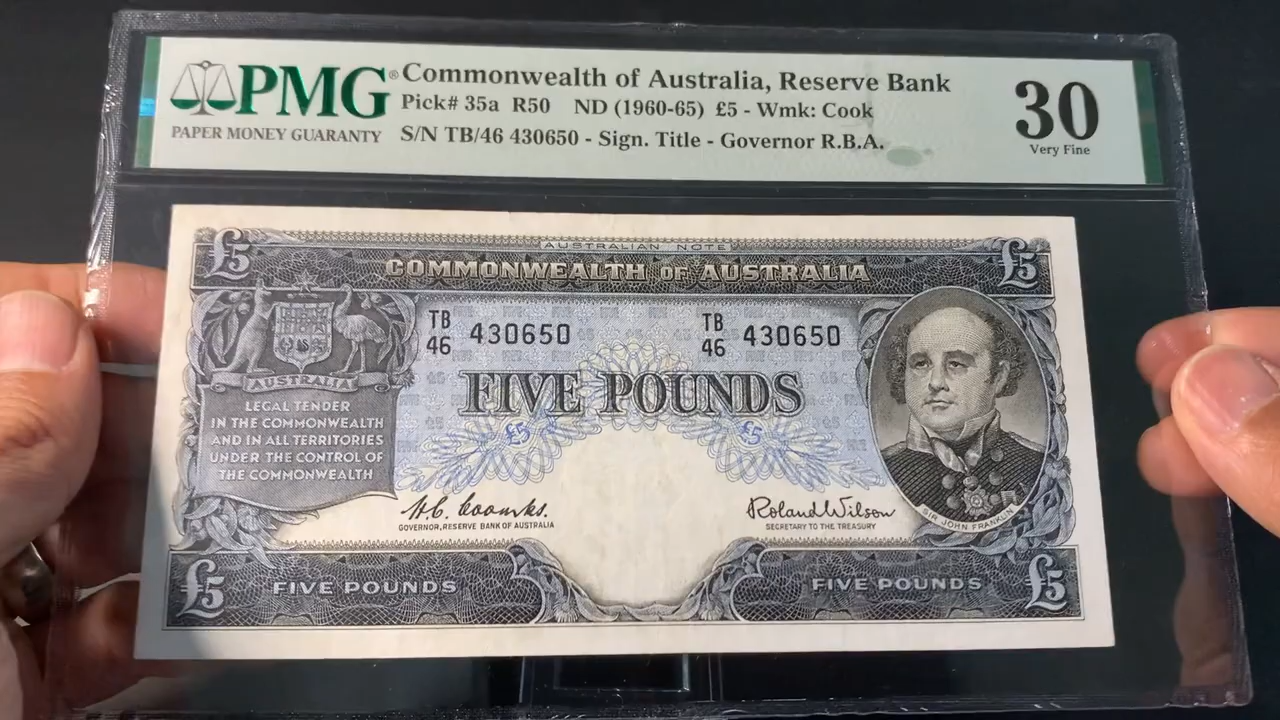 PMG®
PAPER MONEY GUARANTY
Commonwealth of Australia, Reserve Bank
Pick# 35a R50 ND (1960-65) £5 - Wmk: Cook
S/N TB/46 430650 - Sign. Title - Governor R.B.A.
30
Very Fine
£5
AUSTRALIAN NOTE
£5
COMMONWEALTH OF AUSTRALIA
TB
46 430650
TB
46 430650
AUSTRALIA
FIVE POUNDS
LEGAL TENDER
IN THE COMMONWEALTH
AND IN ALL TERRITORIES
UNDER THE CONTROL OF
THE COMMONWEALTH
£5
£5
H.C. Coombs.
GOVERNOR, RESERVE BANK OF AUSTRALIA
Roland Wilson
SECRETARY TO THE TREASURY
SIR JOHN FRANKLIN
£5
FIVE POUNDS
FIVE POUNDS
£5